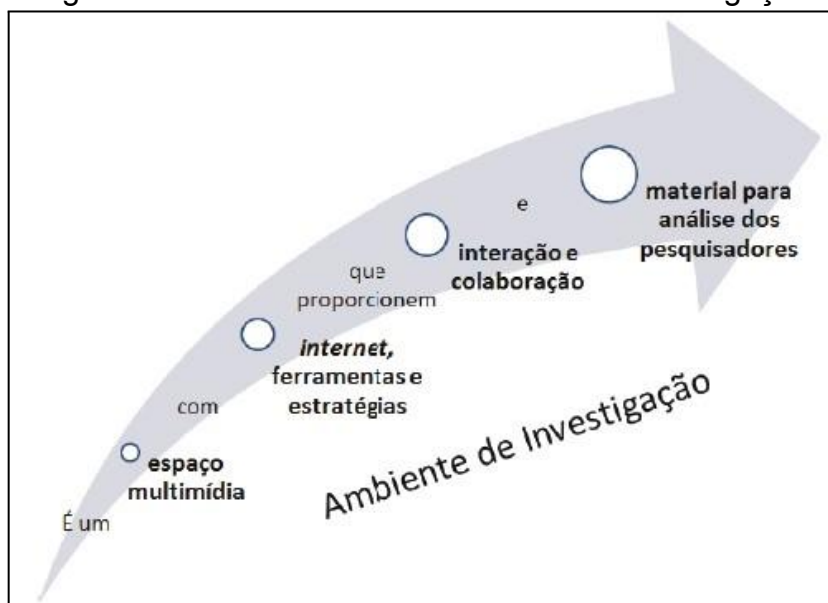 É um
espaço
multimídia
com
internet,
ferramentas e
estratégias
que
proporcionem
interação e
colaboração
e
material para
análise dos
pesquisadores
Ambiente de Investigação